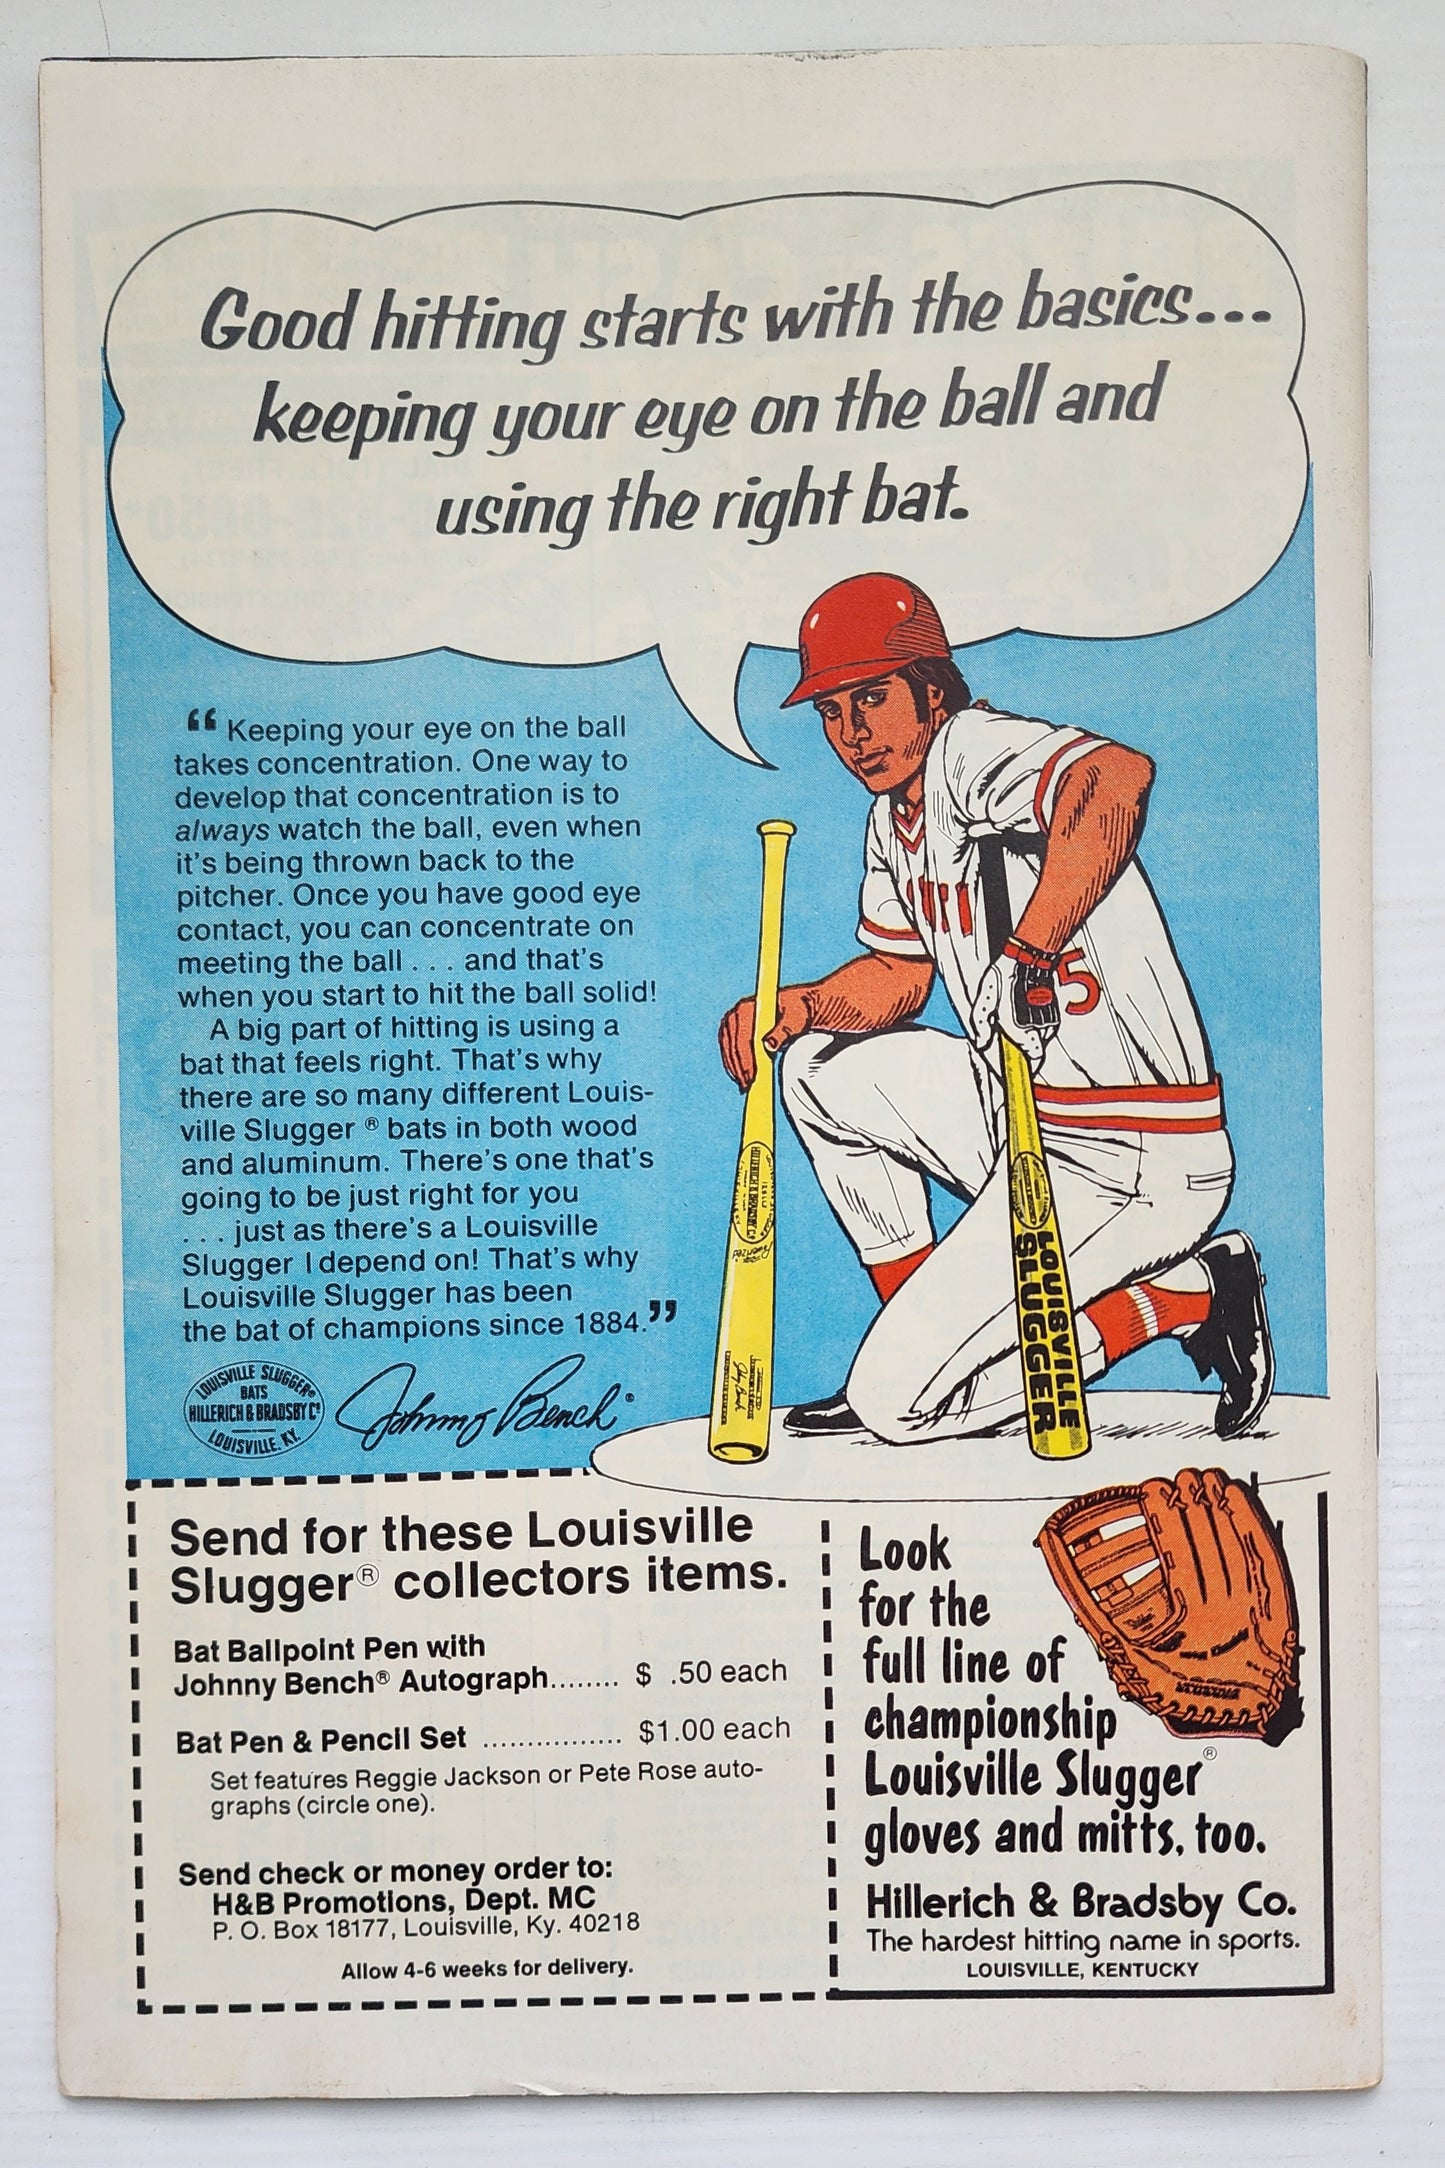 Good hitting starts with the basics...
keeping your eye on the ball and
using the right bat.
“ Keeping your eye on the ball
takes concentration. One way to
develop that concentration is to
always watch the ball, even when
it's being thrown back to the
pitcher. Once you have good eye
contact, you can concentrate on
meeting the ball . . . and that's
when you start to hit the ball solid!
A big part of hitting is using a
bat that feels right. That's why
there are so many different Louis-
ville Slugger ® bats in both wood
and aluminum. There's one that's
going to be just right for you
. . . just as there's a Louisville
Slugger I depend on! That's why
Louisville Slugger has been
the bat of champions since 1884.”
LOUISVILLE SLUGGER®
BATS
HILLERICH & BRADSBY Cº
LOUISVILLE, KY.
Johnny Bench®
5
LOUISVILLE
SLUGGER
Send for these Louisville
Slugger® collectors items.
Bat Ballpoint Pen with
Johnny Bench® Autograph........ $ .50 each
Bat Pen & Pencil Set ................ $1.00 each
Set features Reggie Jackson or Pete Rose auto-
graphs (circle one).
Send check or money order to:
H&B Promotions, Dept. MC
P. O. Box 18177, Louisville, Ky. 40218
Allow 4-6 weeks for delivery.
Look
for the
full line of
championship
Louisville Slugger®
gloves and mitts, too.
Hillerich & Bradsby Co.
The hardest hitting name in sports.
LOUISVILLE, KENTUCKY